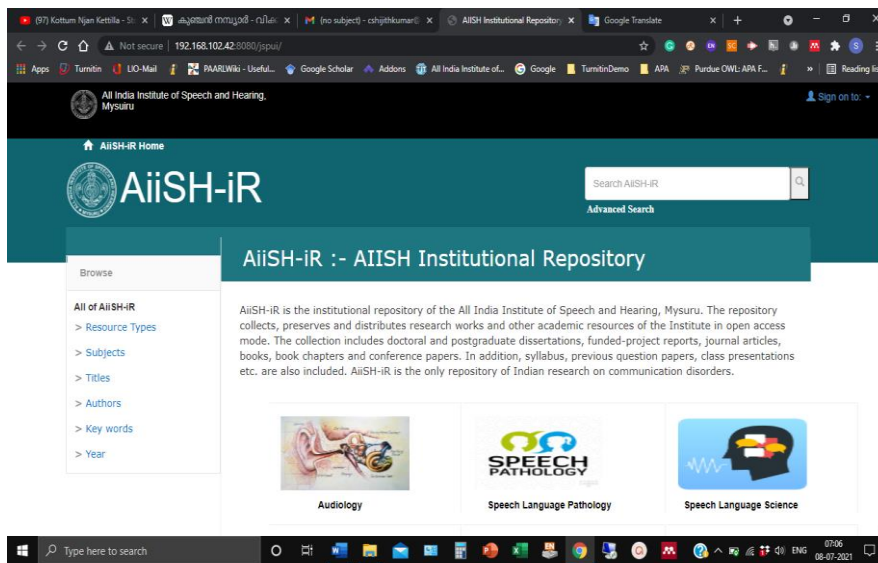 (97) Kottum Njan Kettilla - St:
കുഞ്ചൻ നമ്പ്യാർ - വിക്കി
(no subject) - cshijithkumar@
AIISH Institutional Repository
Google Translate
Not secure | 192.168.102.42:8080/jspui/
Apps Turnitin LIO-Mail PAARLWiki - Useful... Google Scholar Addons All India Institute of... Google TurnitinDemo APA Purdue OWL: APA F... » Reading lis
All India Institute of Speech and Hearing,
Mysuiru
Sign on to:
AiiSH-iR Home
AiiSH-iR
Search AiiSH-iR
Advanced Search
AiiSH-iR :- AIISH Institutional Repository
Browse
All of AiiSH-iR
> Resource Types
> Subjects
> Titles
> Authors
> Key words
> Year
AiiSH-iR is the institutional repository of the All India Institute of Speech and Hearing, Mysuru. The repository
collects, preserves and distributes research works and other academic resources of the Institute in open access
mode. The collection includes doctoral and postgraduate dissertations, funded-project reports, journal articles,
books, book chapters and conference papers. In addition, syllabus, previous question papers, class presentations
etc. are also included. AiiSH-iR is the only repository of Indian research on communication disorders.
SPEECH
PATHOLOGY
Audiology
Speech Language Pathology
Speech Language Science
Type here to search
ENG
07:06
08-07-2021